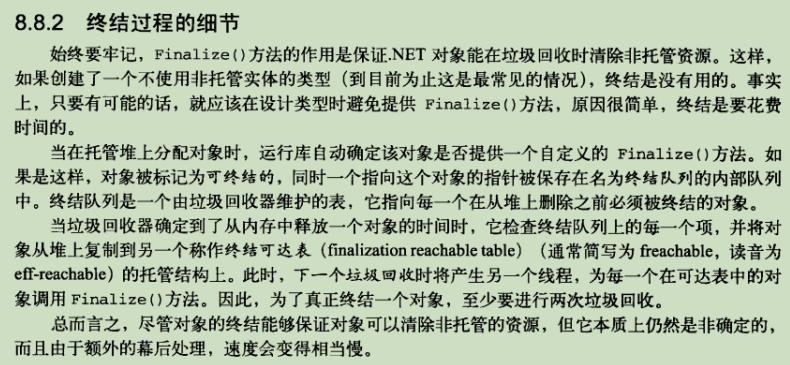 8.8.2 终结过程的细节
始终要牢记，Finalize()方法的作用是保证.NET 对象能在垃圾回收时清除非托管资源。这样，
如果创建了一个不使用非托管实体的类型（到目前为止这是最常见的情况），终结是没有用的。事实
上，只要有可能的话，就应该在设计类型时避免提供 Finalize()方法，原因很简单，终结是要花费
时间的。
当在托管堆上分配对象时，运行库自动确定该对象是否提供一个自定义的 Finalize()方法。如
果是这样，对象被标记为可终结的，同时一个指向这个对象的指针被保存在名为终结队列的内部队列
中。终结队列是一个由垃圾回收器维护的表，它指向每一个在从堆上删除之前必须被终结的对象。
当垃圾回收器确定到了从内存中释放一个对象的时间时，它检查终结队列上的每一个项，并将对
象从堆上复制到另一个称作终结可达表（finalization reachable table）（通常简写为 freachable，读音为
eff-reachable）的托管结构上。此时，下一个垃圾回收时将产生另一个线程，为每一个在可达表中的对
象调用 Finalize()方法。因此，为了真正终结一个对象，至少要进行两次垃圾回收。
总而言之，尽管对象的终结能够保证对象可以清除非托管的资源，但它本质上仍然是非确定的，
而且由于额外的幕后处理，速度会变得相当慢。